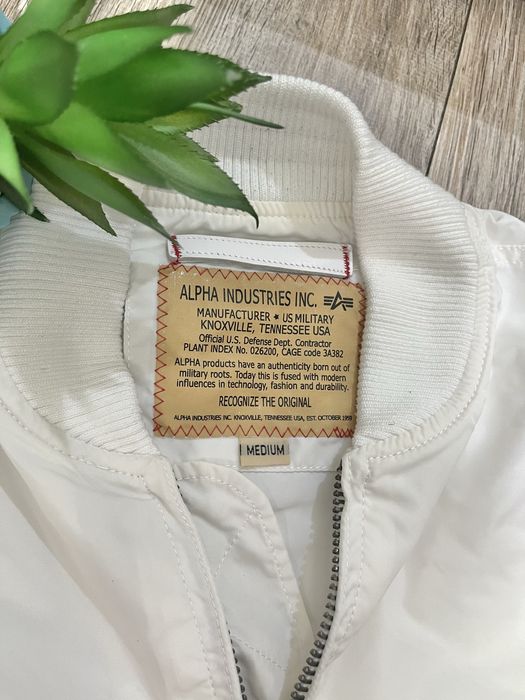 ALPHA INDUSTRIES INC.
MANUFACTURER ★ US MILITARY
KNOXVILLE, TENNESSEE USA
Official U.S. Defense Dept. Contractor
PLANT INDEX No. 026200, CAGE code 3A382
ALPHA products have an authenticity born out of
military roots. Today this is fused with modern
influences in technology, fashion and durability.
RECOGNIZE THE ORIGINAL
ALPHA INDUSTRIES INC. KNOXVILLE, TENNESSEE USA, EST. OCTOBER 1959
MEDIUM